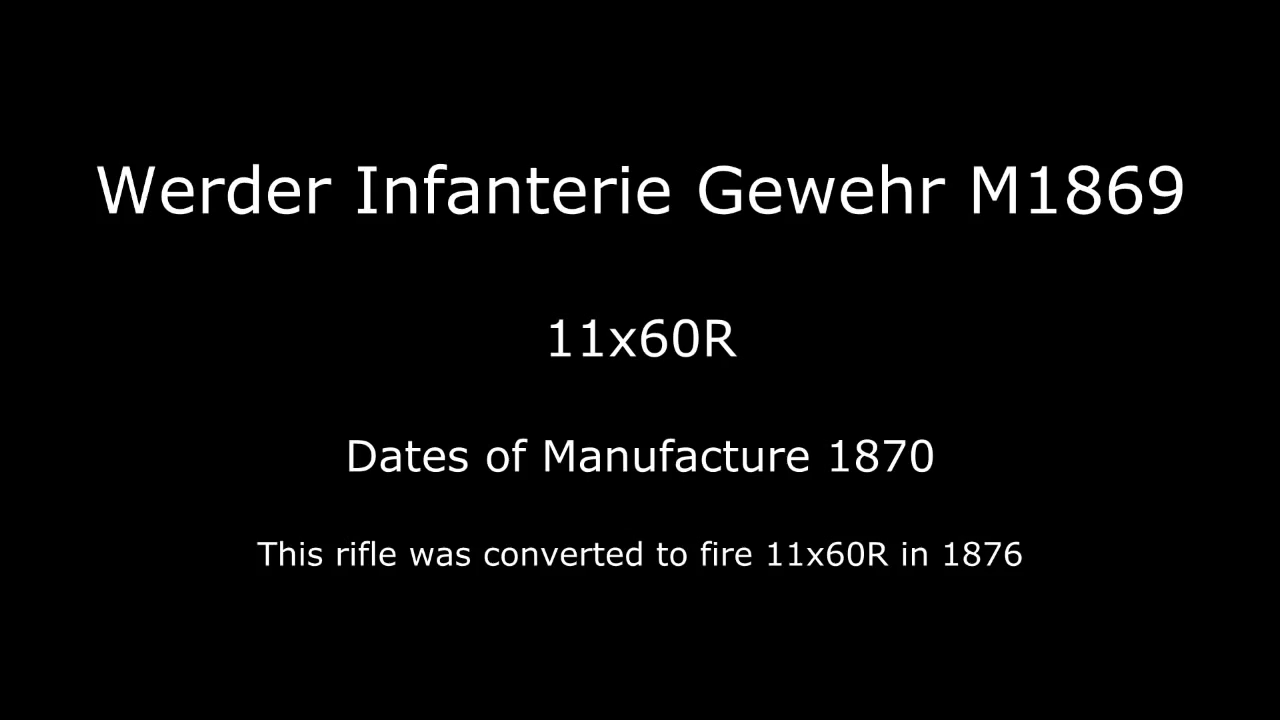 Werder Infanterie Gewehr M1869
11x60R
Dates of Manufacture 1870
This rifle was converted to fire 11x60R in 1876